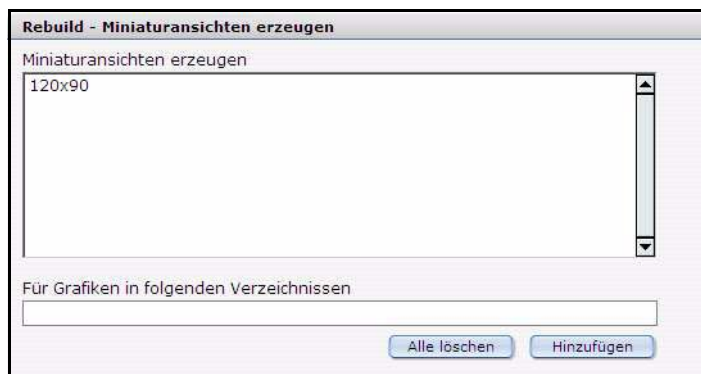 Rebuild - Miniaturansichten erzeugen
Miniaturansichten erzeugen
120x90
Für Grafiken in folgenden Verzeichnissen
Alle löschen Hinzufügen